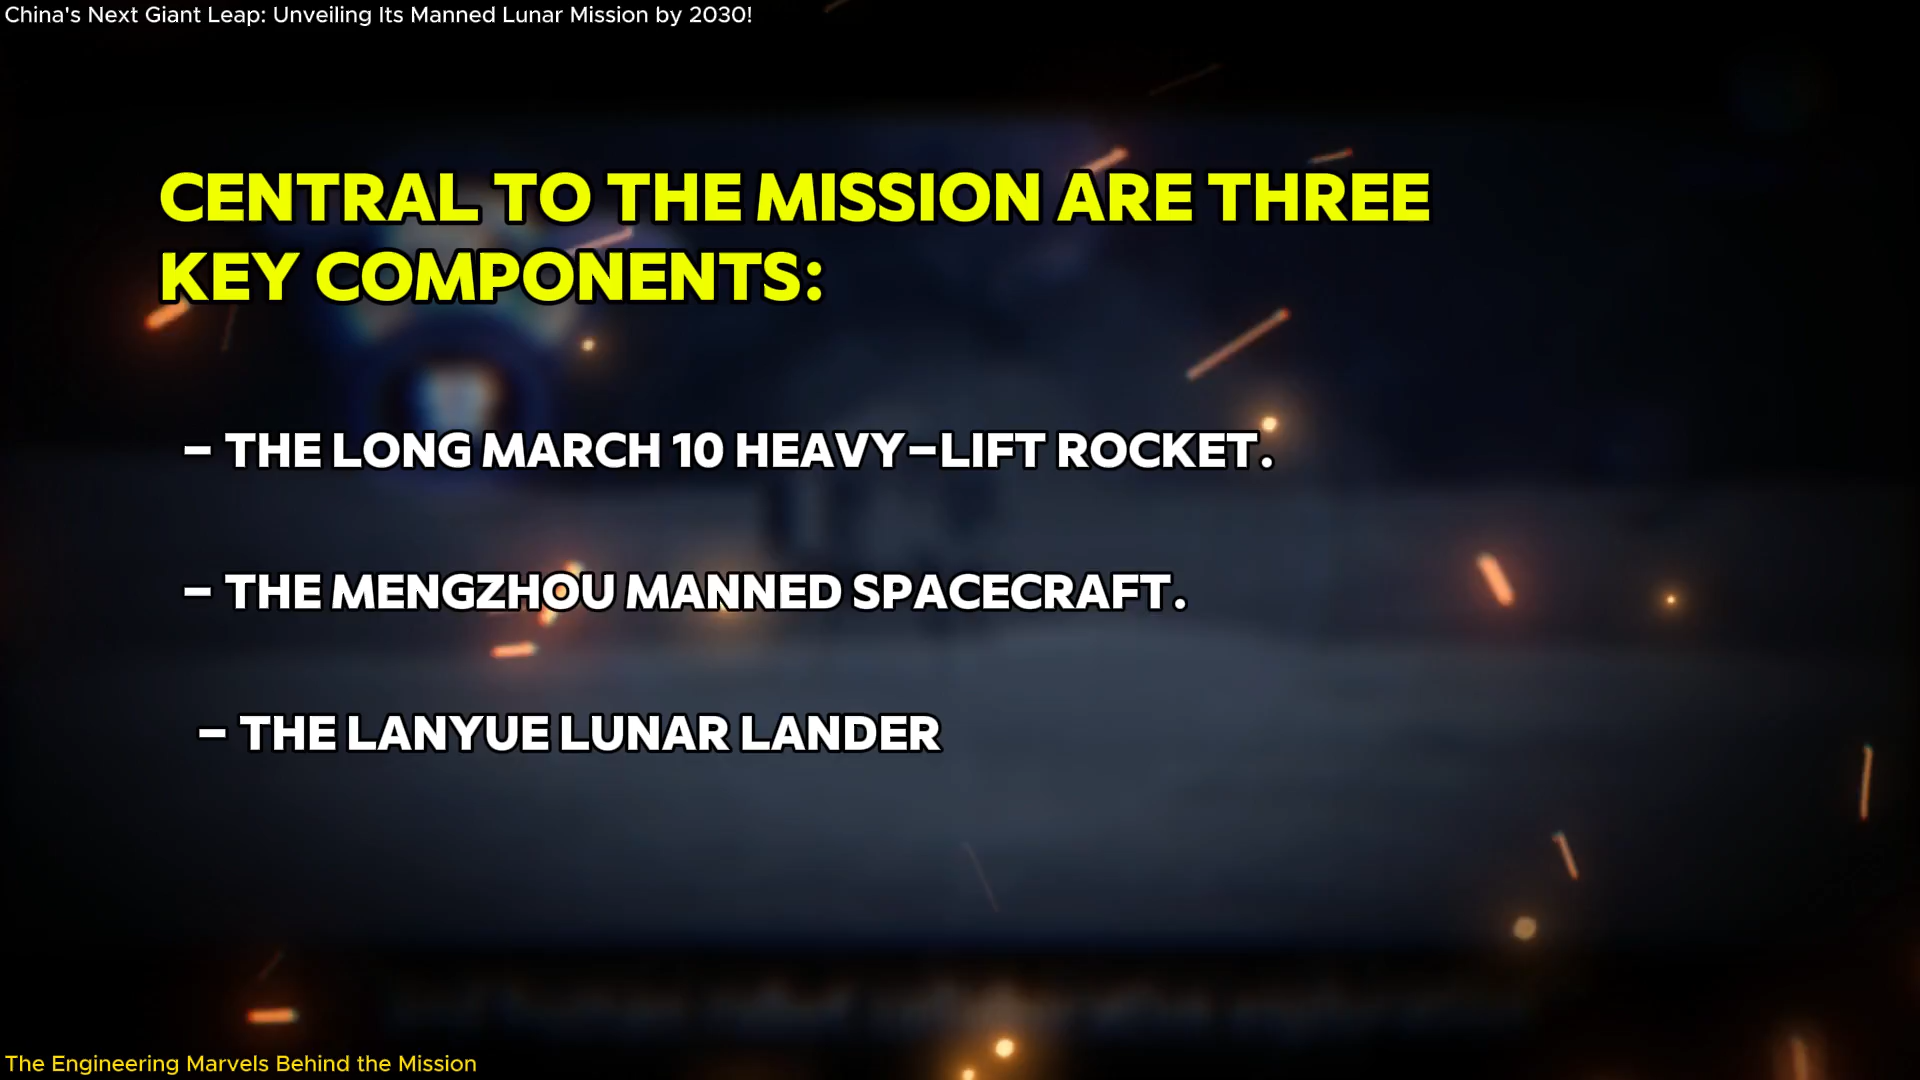 China's Next Giant Leap: Unveiling Its Manned Lunar Mission by 2030!
CENTRAL TO THE MISSION ARE THREE
KEY COMPONENTS:
– THE LONG MARCH 10 HEAVY–LIFT ROCKET.
– THE MENGZHOU MANNED SPACECRAFT.
– THE LANYUE LUNAR LANDER
The Engineering Marvels Behind the Mission